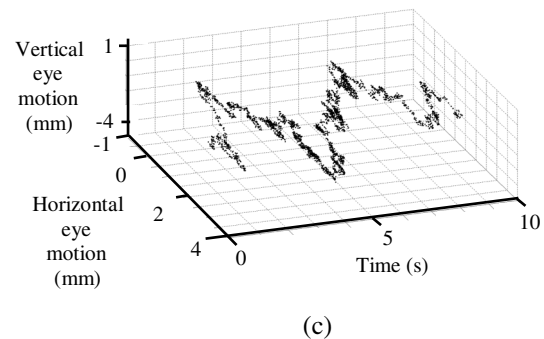 Vertical
eye
motion
(mm)
1
-4
-1
0
2
4
Horizontal
eye
motion
(mm)
0
5
10
Time (s)
(c)